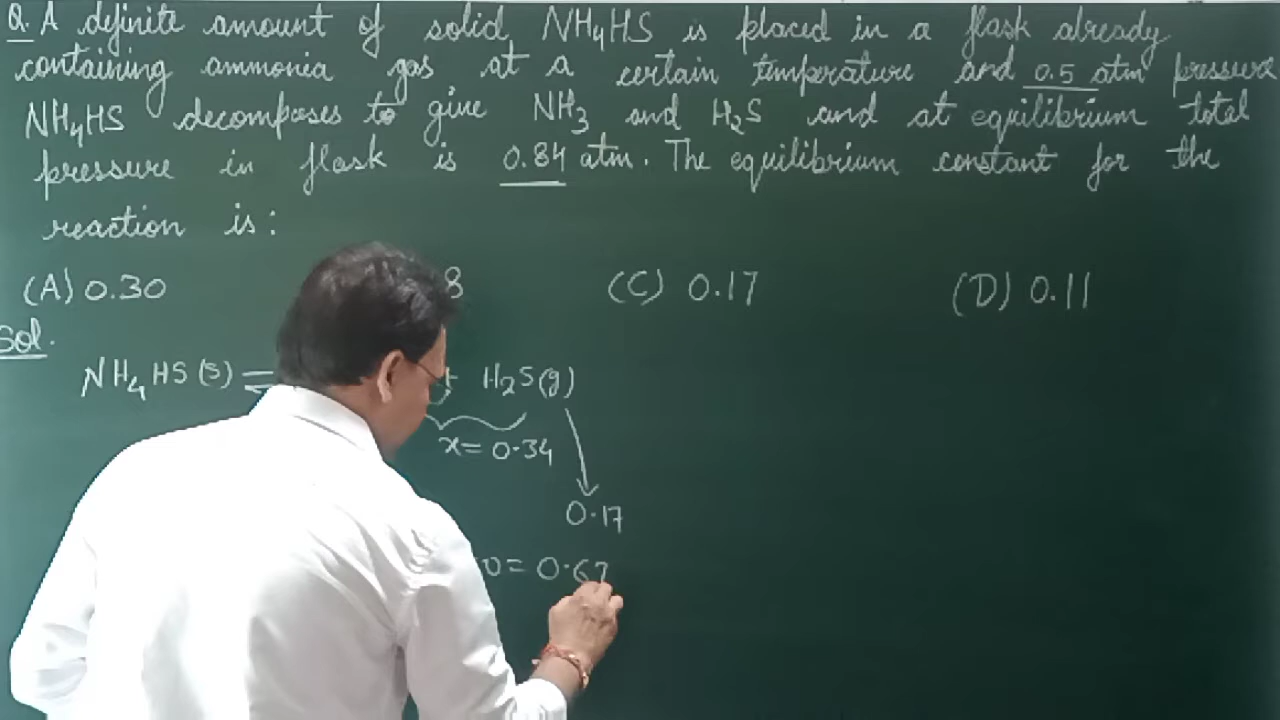 Q. A definite amount of solid NH4HS is placed in a flask already
containing ammonia gas at a certain temperature and 0.5 atm pressure
NH4HS decomposes to give NH3 and H2S and at equilibrium total
pressure in flask is 0.84 atm. The equilibrium constant for the
reaction is:
(A) 0.30 8 (C) 0.17 (D) 0.11
Sol.
NH4HS(s) ⇌ + H2S(g)
x = 0.34
0.17
0 = 0.67